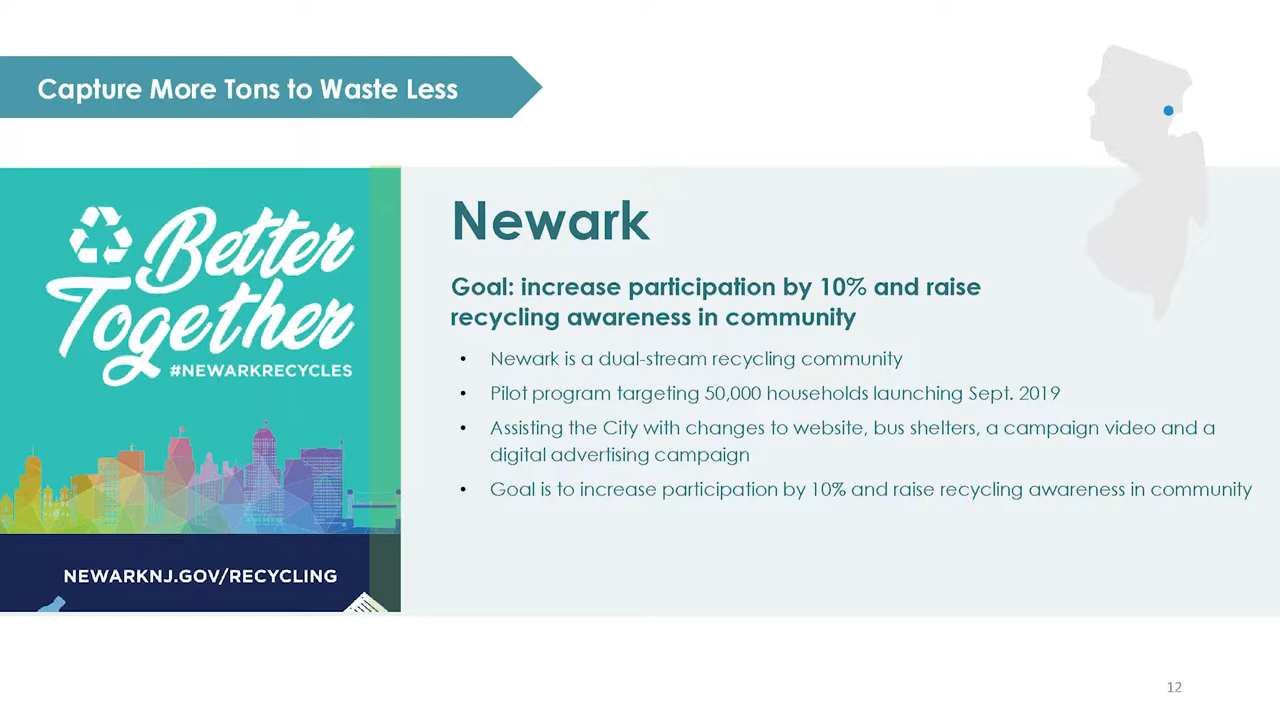 Capture More Tons to Waste Less
Better
Together
#NEWARKRECYCLES
NEWARKNJ.GOV/RECYCLING
Newark
Goal: increase participation by 10% and raise
recycling awareness in community
• Newark is a dual-stream recycling community
• Pilot program targeting 50,000 households launching Sept. 2019
• Assisting the City with changes to website, bus shelters, a campaign video and a
digital advertising campaign
• Goal is to increase participation by 10% and raise recycling awareness in community
12